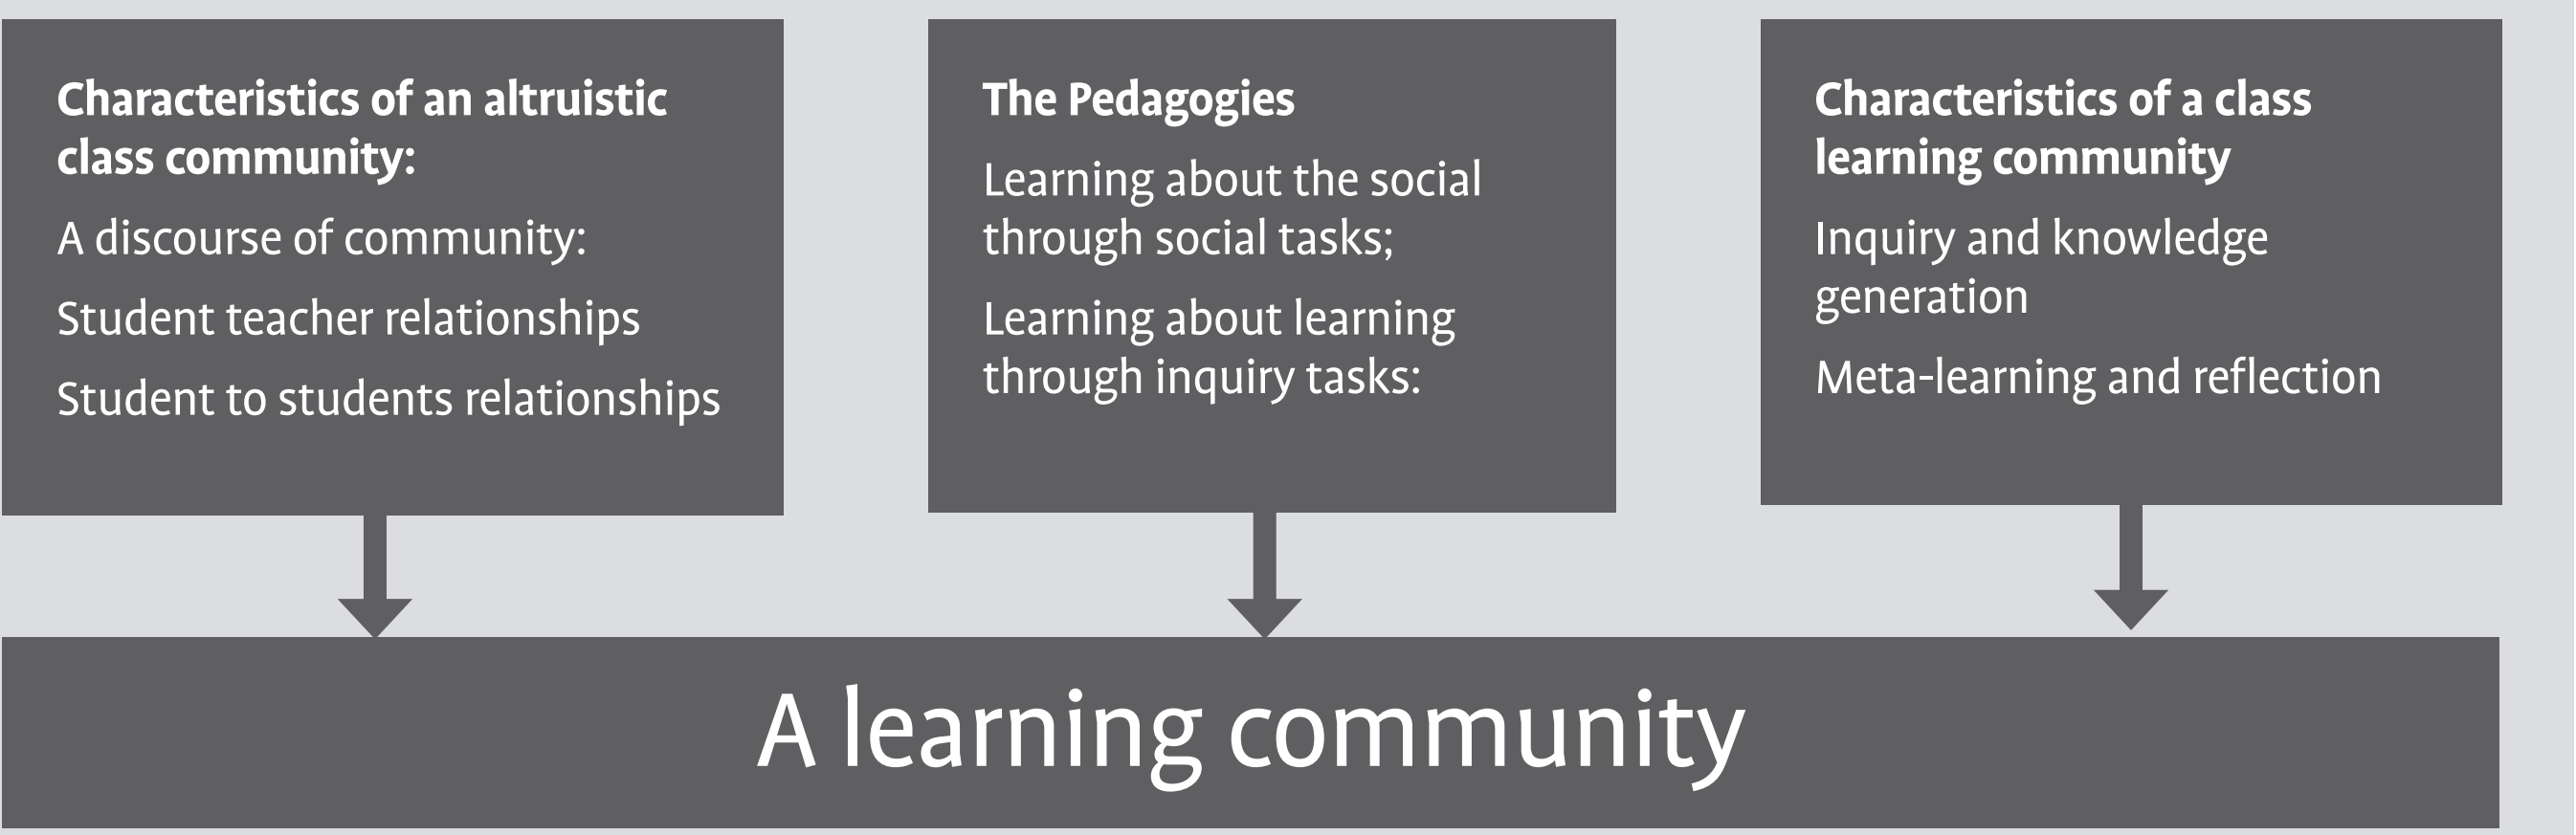 Characteristics of an altruistic
class community:
A discourse of community:
Student teacher relationships
Student to students relationships
The Pedagogies
Learning about the social
through social tasks;
Learning about learning
through inquiry tasks:
Characteristics of a class
learning community
Inquiry and knowledge
generation
Meta-learning and reflection
A learning community